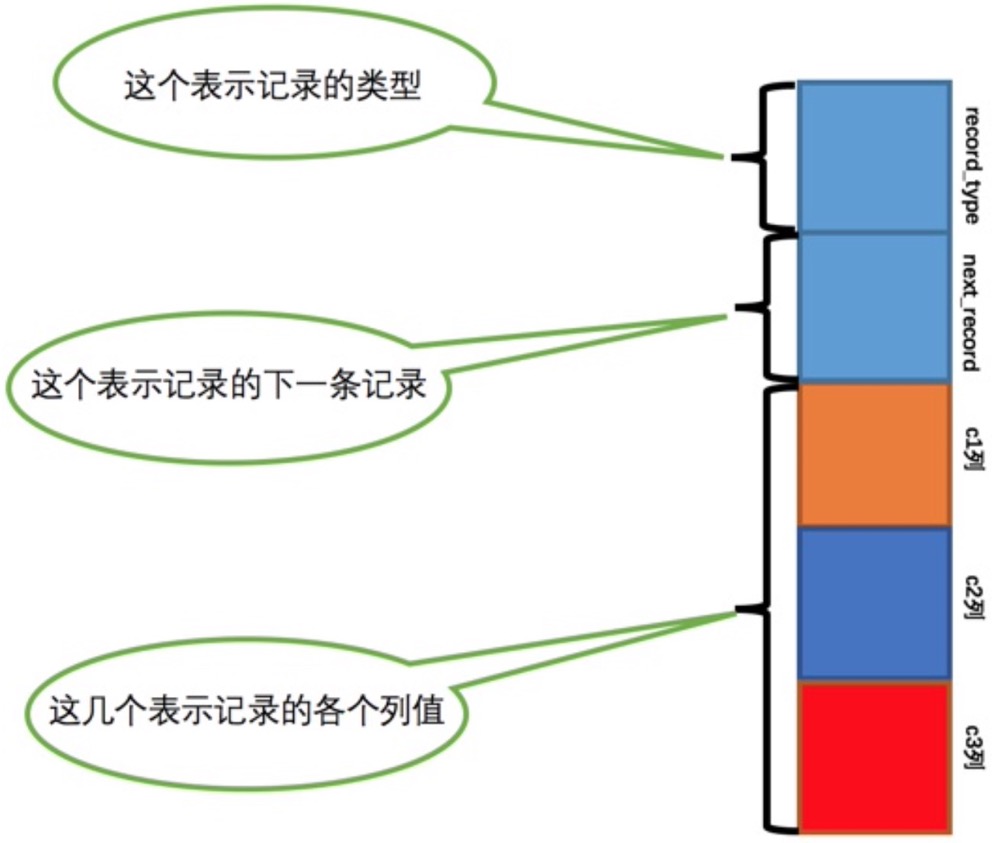 这个表示记录的类型
record_type
next_record
这个表示记录的下一条记录
c1列
c2列
这几个表示记录的各个列值
c3列